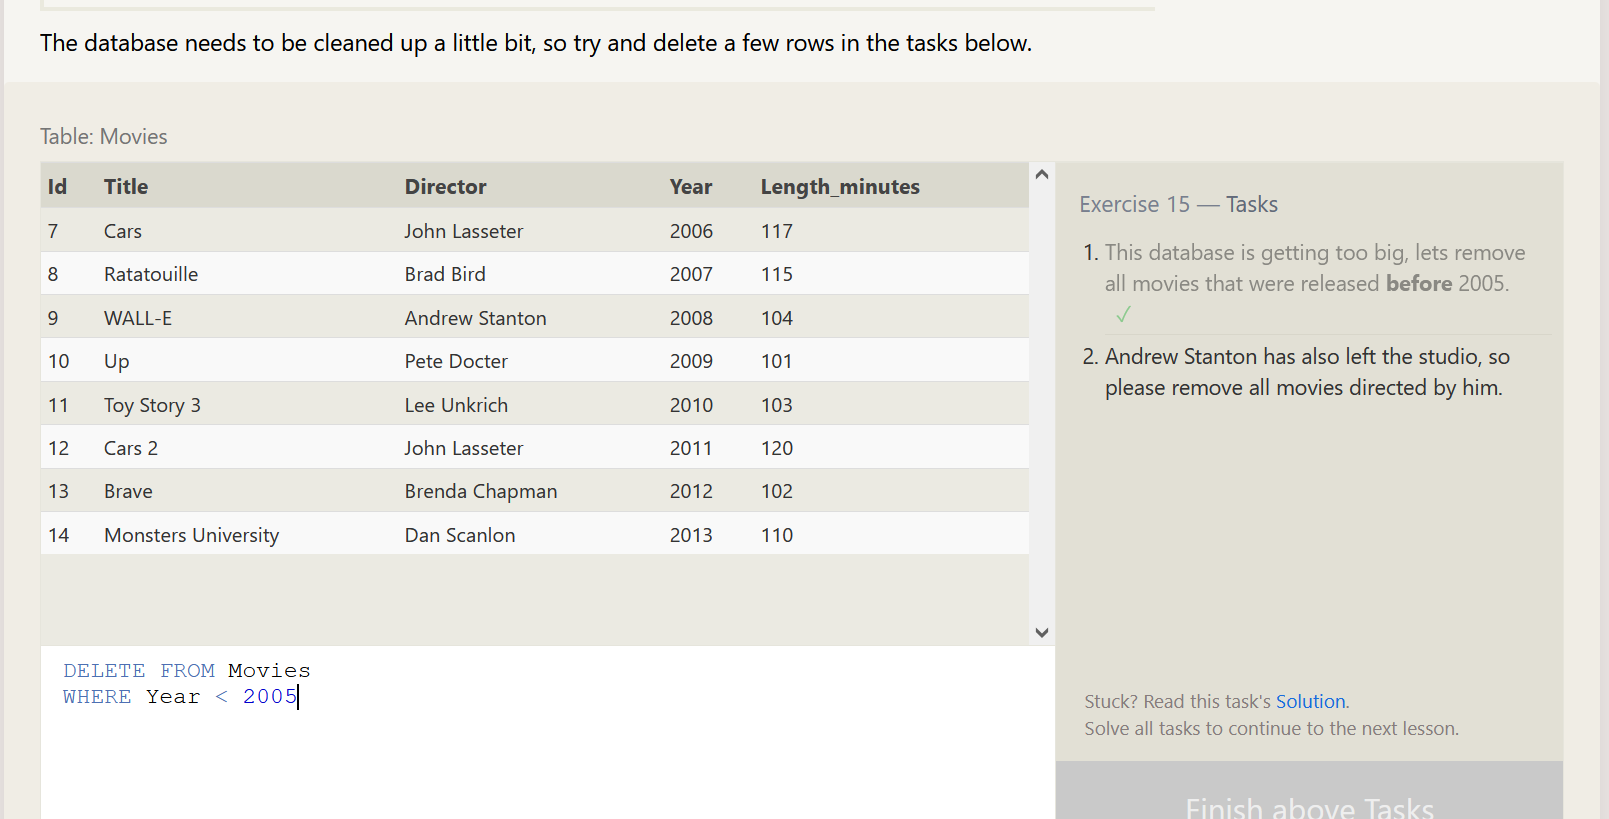 The database needs to be cleaned up a little bit, so try and delete a few rows in the tasks below.
Table: Movies
Id Title Director Year Length_minutes
7 Cars John Lasseter 2006 117
8 Ratatouille Brad Bird 2007 115
9 WALL-E Andrew Stanton 2008 104
10 Up Pete Docter 2009 101
11 Toy Story 3 Lee Unkrich 2010 103
12 Cars 2 John Lasseter 2011 120
13 Brave Brenda Chapman 2012 102
14 Monsters University Dan Scanlon 2013 110
DELETE FROM Movies
WHERE Year < 2005
Exercise 15 — Tasks
1. This database is getting too big, lets remove
all movies that were released before 2005.
✓
2. Andrew Stanton has also left the studio, so
please remove all movies directed by him.
Stuck? Read this task's Solution.
Solve all tasks to continue to the next lesson.
Finish above Tasks